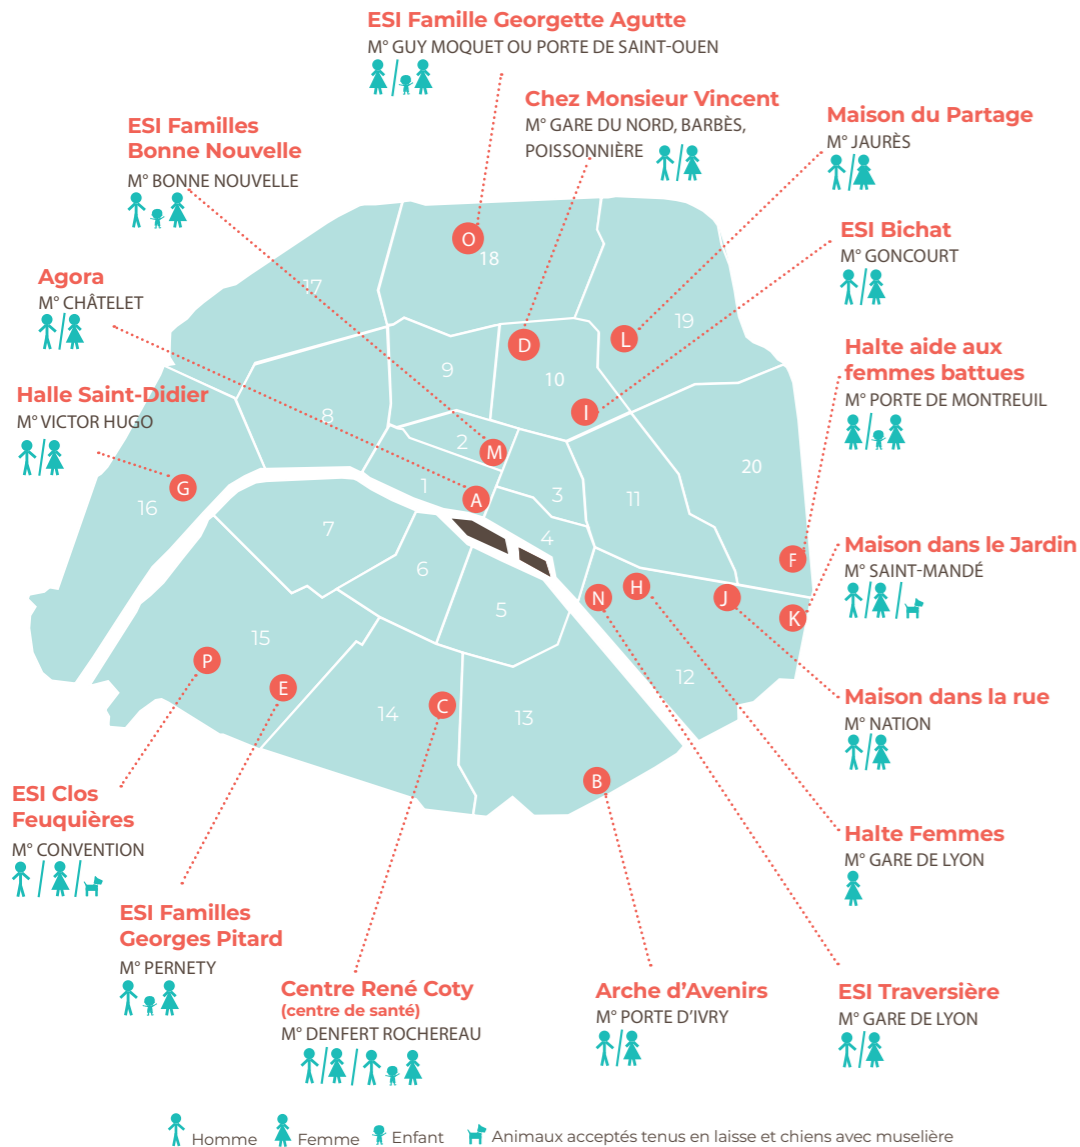 ESI Famille Georgette Agutte
M° GUY MOQUET OU PORTE DE SAINT-OUEN
Chez Monsieur Vincent
M° GARE DU NORD, BARBÈS,
POISSONNIÈRE
Maison du Partage
M° JAURÈS
ESI Familles
Bonne Nouvelle
M° BONNE NOUVELLE
ESI Bichat
M° GONCOURT
Agora
M° CHÂTELET
Halte aide aux
femmes battues
M° PORTE DE MONTREUIL
Halle Saint-Didier
M° VICTOR HUGO
Maison dans le Jardin
M° SAINT-MANDÉ
Maison dans la rue
M° NATION
Halte Femmes
M° GARE DE LYON
ESI Clos
Feuquières
M° CONVENTION
ESI Familles
Georges Pitard
M° PERNETY
Centre René Coty
(centre de santé)
M° DENFERT ROCHEREAU
Arche d'Avenirs
M° PORTE D'IVRY
ESI Traversière
M° GARE DE LYON
O
18
17
D
L
19
9
10
8
I
2
M
20
1
A
3
11
G
16
7
4
F
6
N
H
J
K
5
15
P
E
12
14
C
13
B
Homme
Femme
Enfant
Animaux acceptés tenus en laisse et chiens avec muselière